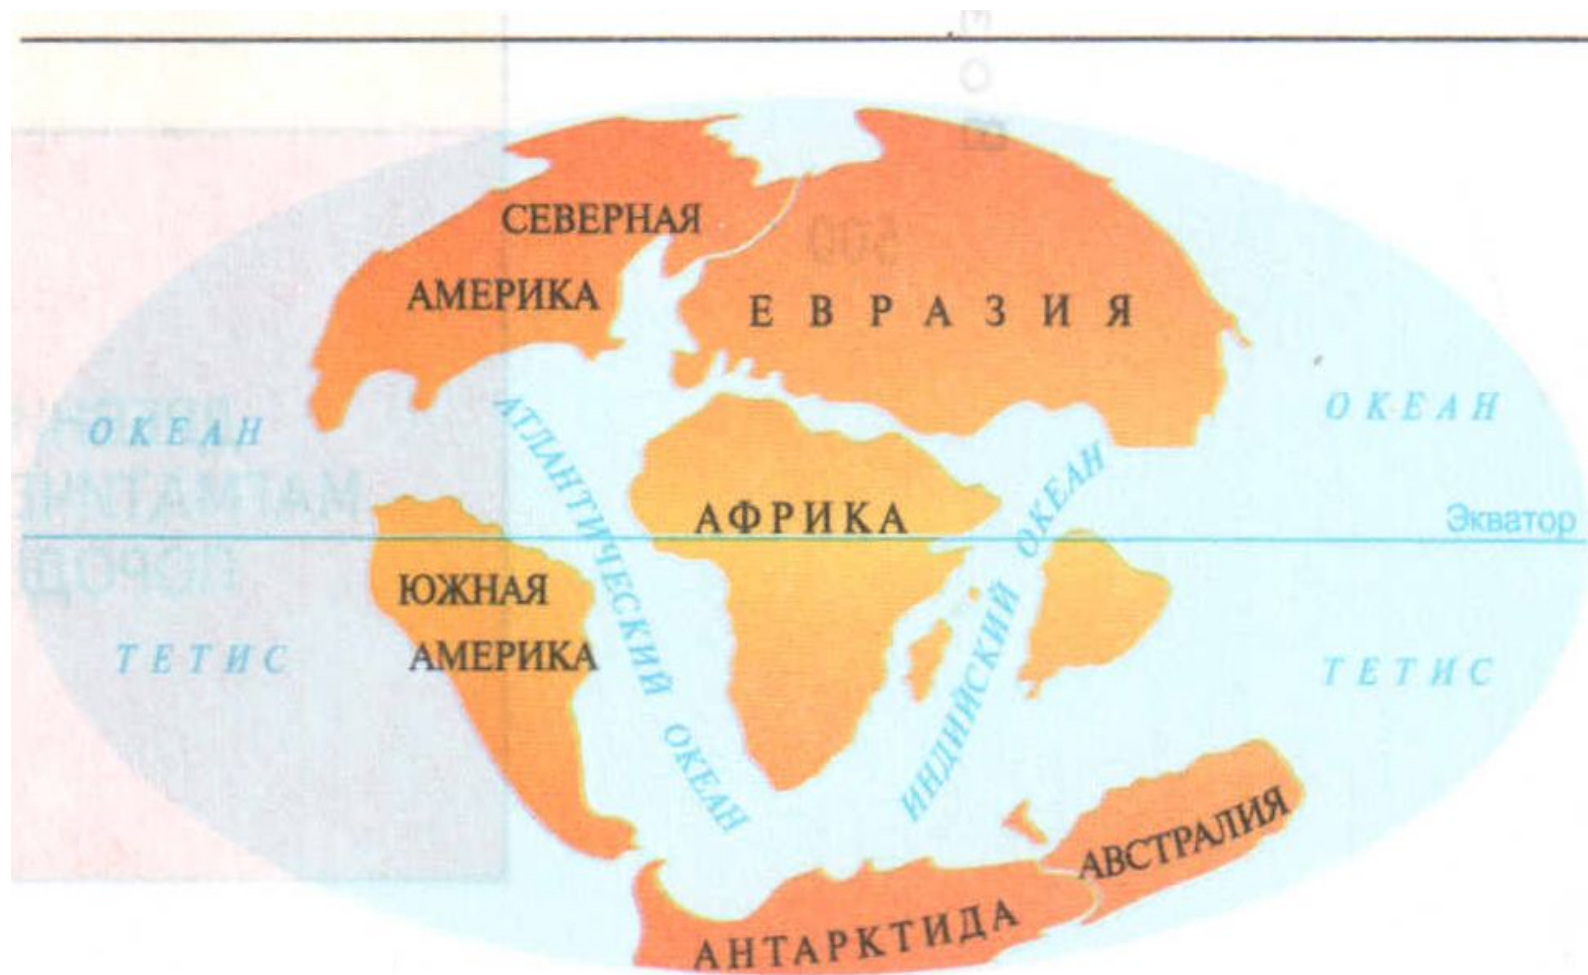 СЕВЕРНАЯ
АМЕРИКА
ЕВРАЗИЯ
ОКЕАН
АТЛАНТИЧЕСКИЙ ОКЕАН
ОКЕАН
АФРИКА
ИНДИЙСКИЙ ОКЕАН
Экватор
ЮЖНАЯ
АМЕРИКА
ТЕТИС
ТЕТИС
АВСТРАЛИЯ
АНТАРКТИДА